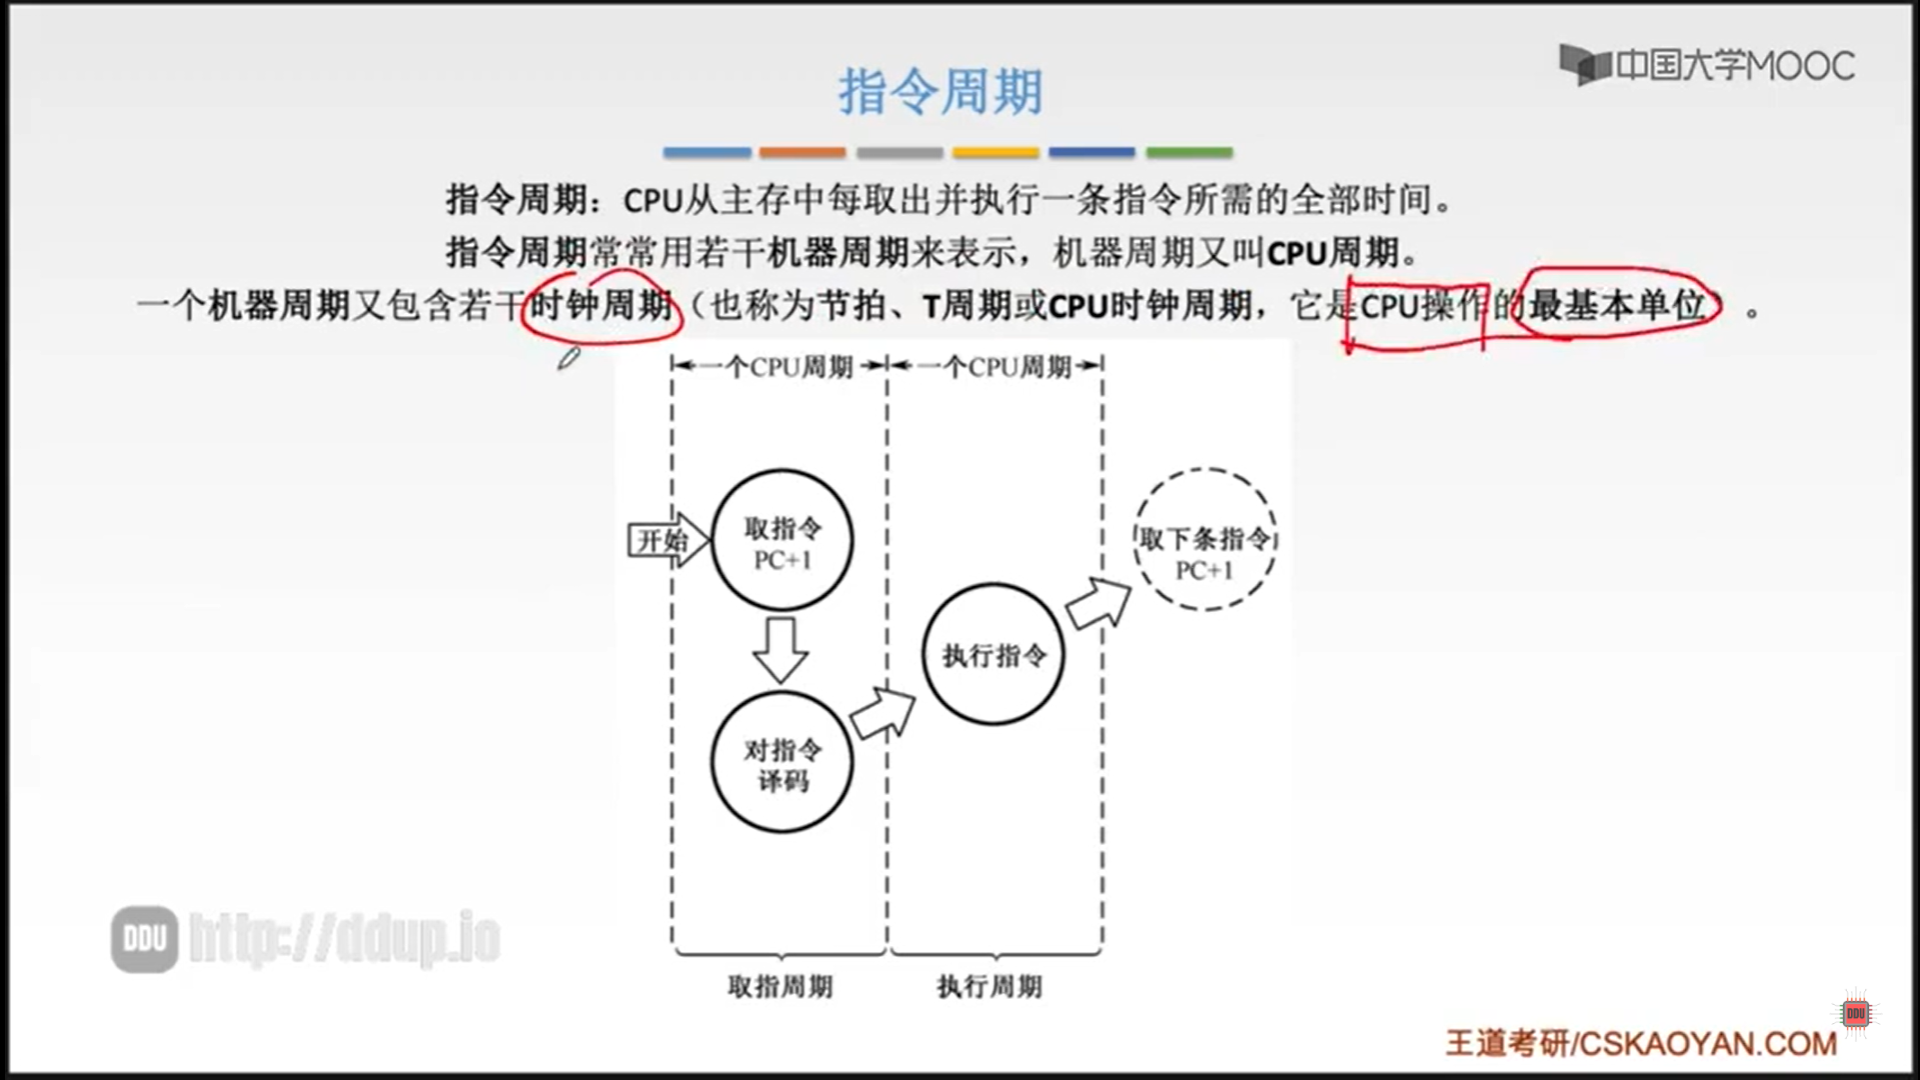 中国大学MOOC
指令周期
指令周期：CPU从主存中每取出并执行一条指令所需的全部时间。
指令周期常常用若干机器周期来表示，机器周期又叫CPU周期。
一个机器周期又包含若干时钟周期（也称为节拍、T周期或CPU时钟周期，它是CPU操作的最基本单位）。
一个CPU周期
一个CPU周期
开始
取指令
PC+1
取下条指令
PC+1
执行指令
对指令
译码
取指周期
执行周期
DDU http://ddup.io
DDU
王道考研/CSKAOYAN.COM